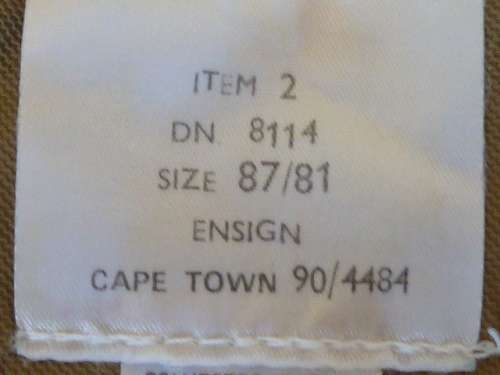 ITEM 2
DN. 8114
SIZE 87/81
ENSIGN
CAPE TOWN 90/4484